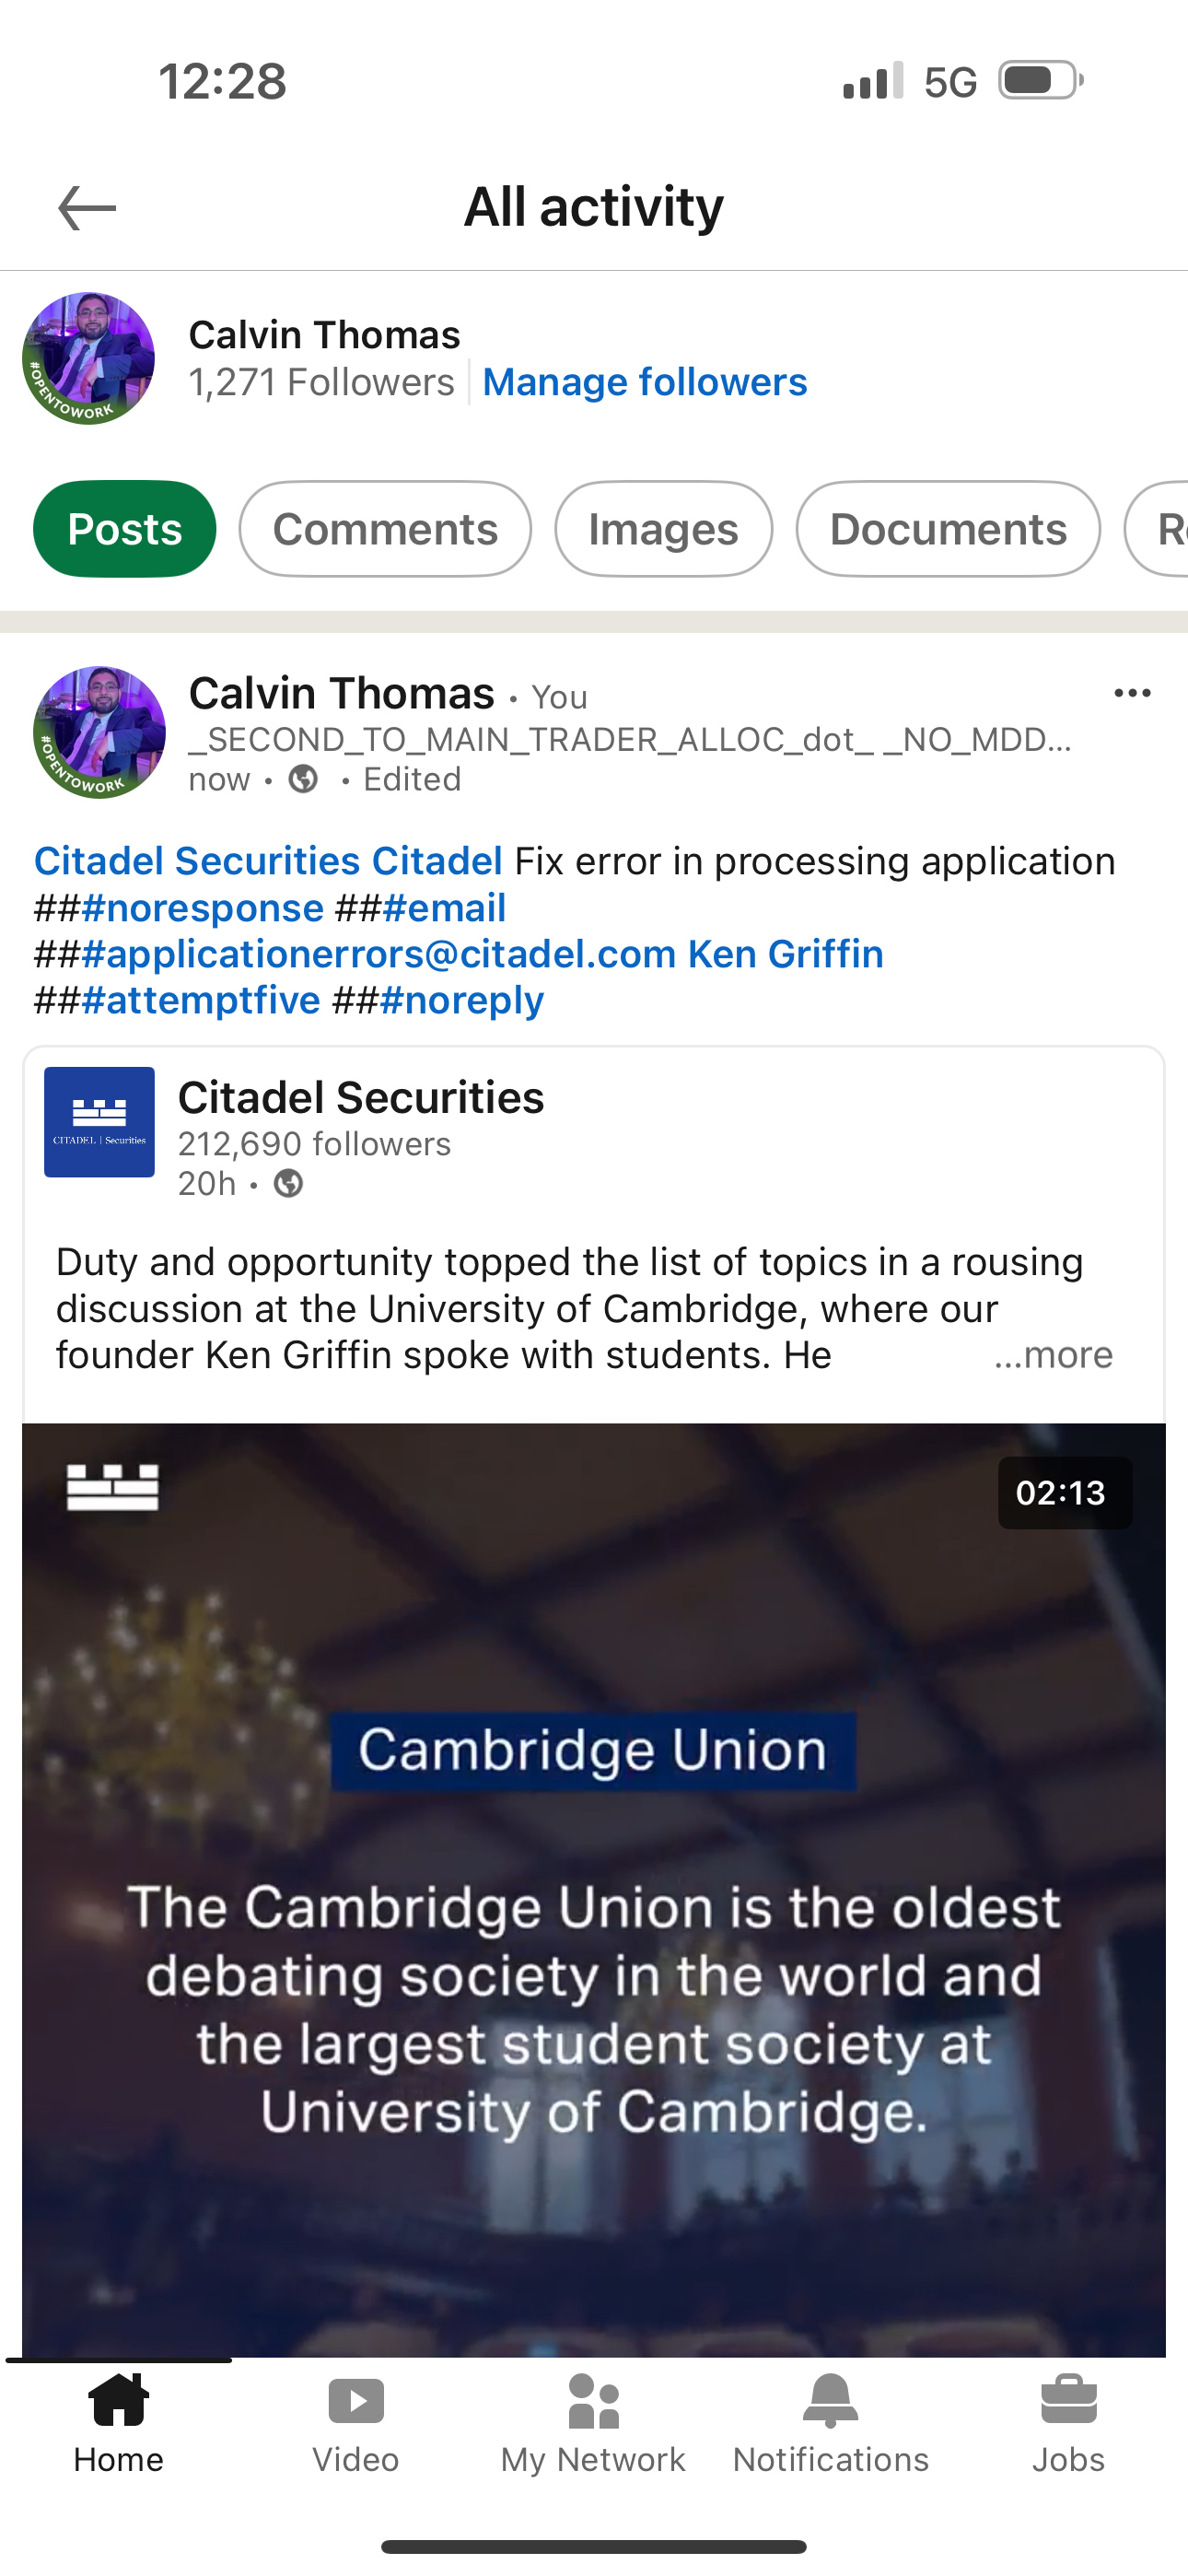 12:28
5G
All activity
#OPENTOWORK
Calvin Thomas
1,271 Followers Manage followers
Posts
Comments
Images
Documents
#OPENTOWORK
Calvin Thomas • You
_SECOND_TO_MAIN_TRADER_ALLOC_dot_ _NO_MDD...
now • • Edited
Citadel Securities Citadel Fix error in processing application
###noresponse ###email
###applicationerrors@citadel.com Ken Griffin
###attemptfive ###noreply
CITADEL | Securities
Citadel Securities
212,690 followers
20h •
Duty and opportunity topped the list of topics in a rousing
discussion at the University of Cambridge, where our
founder Ken Griffin spoke with students. He ...more
02:13
Cambridge Union
The Cambridge Union is the oldest
debating society in the world and
the largest student society at
University of Cambridge.
Home
Video
My Network
Notifications
Jobs